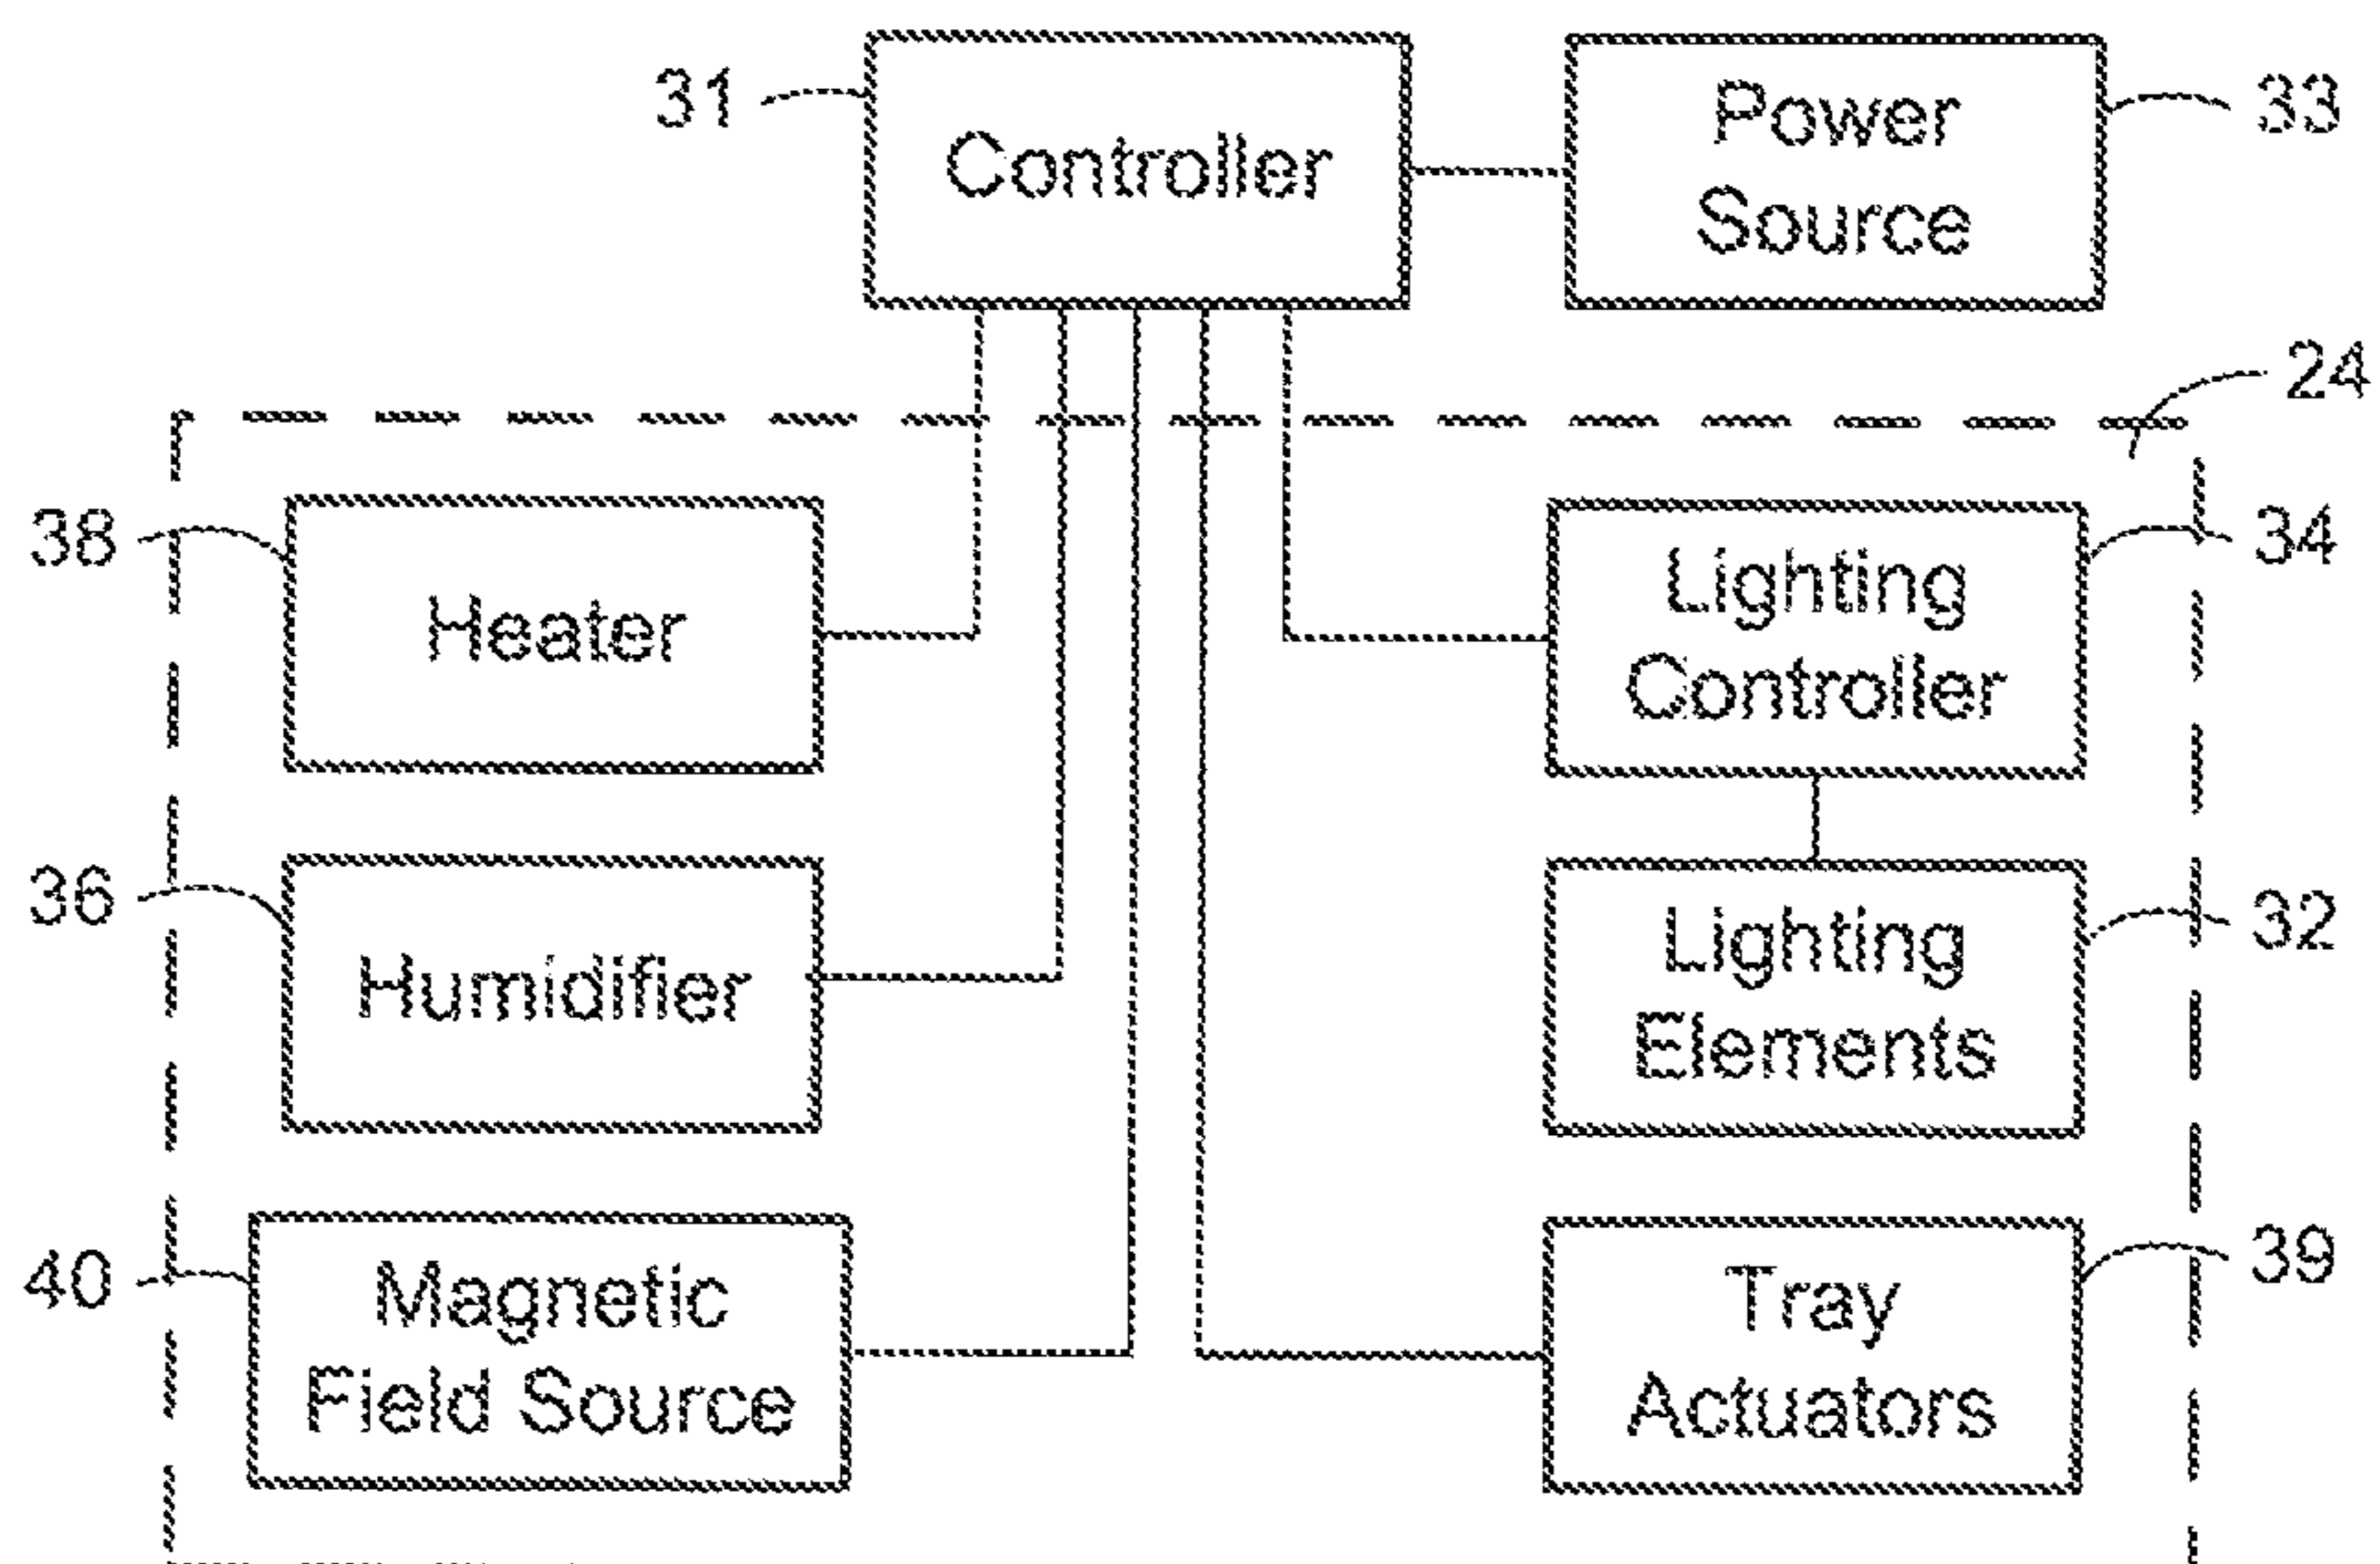 31
Controller
Power
Source
33
24
38
Heater
Lighting
Controller
34
36
Humidifier
Lighting
Elements
32
40
Magnetic
Field Source
Tray
Actuators
39